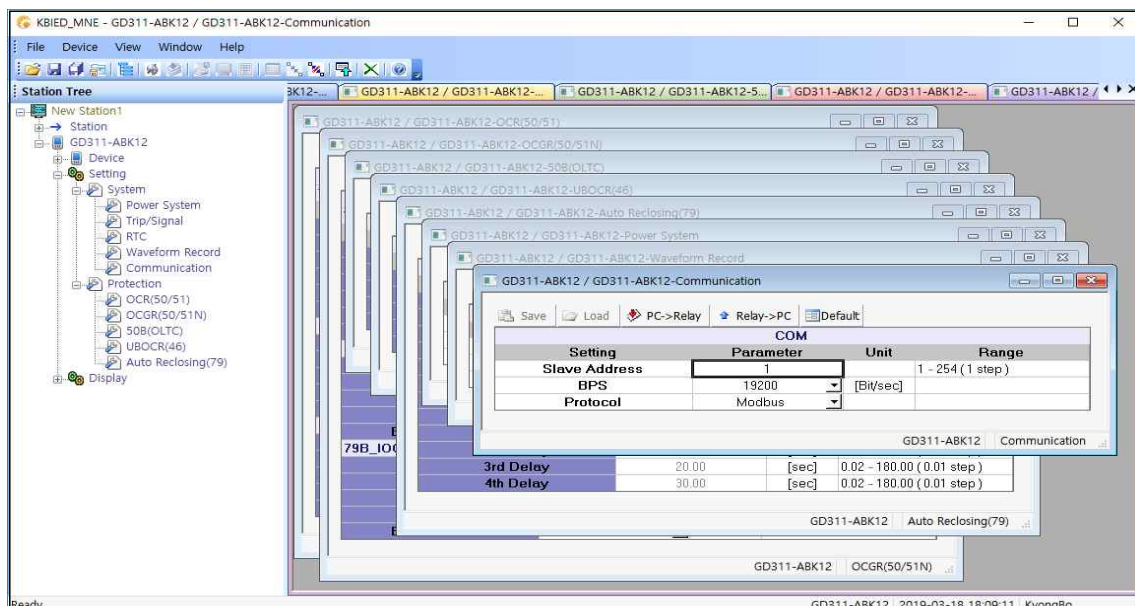 KBIED_MNE - GD311-ABK12 / GD311-ABK12-Communication
File Device View Window Help
Station Tree
3K12-... GD311-ABK12 / GD311-ABK12-... GD311-ABK12 / GD311-ABK12-5... GD311-ABK12 / GD311-ABK12-... GD311-ABK12 /
New Station1
Station
GD311-ABK12
Device
Setting
System
Power System
Trip/Signal
RTC
Waveform Record
Communication
Protection
OCR(50/51)
OCGR(50/51N)
50B(OLTC)
UBOCR(46)
Auto Reclosing(79)
Display
GD311-ABK12 / GD311-ABK12-OCR(50/51)
GD311-ABK12 / GD311-ABK12-OCGR(50/51N)
GD311-ABK12 / GD311-ABK12-50B(OLTC)
GD311-ABK12 / GD311-ABK12-UBOCR(46)
GD311-ABK12 / GD311-ABK12-Auto Reclosing(79)
GD311-ABK12 / GD311-ABK12-Power System
GD311-ABK12 / GD311-ABK12-Waveform Record
GD311-ABK12 / GD311-ABK12-Communication
Save Load PC->Relay Relay->PC Default
COM
Setting Parameter Unit Range
Slave Address 1 1 - 254 ( 1 step )
BPS 19200 [Bit/sec]
Protocol Modbus
GD311-ABK12 Communication
79B_IOC
3rd Delay 20.00 [sec] 0.02 - 180.00 ( 0.01 step )
4th Delay 30.00 [sec] 0.02 - 180.00 ( 0.01 step )
GD311-ABK12 Auto Reclosing(79)
GD311-ABK12 OCGR(50/51N)
Ready GD311-ABK12 2019-03-18 18:09:11 KyongBo